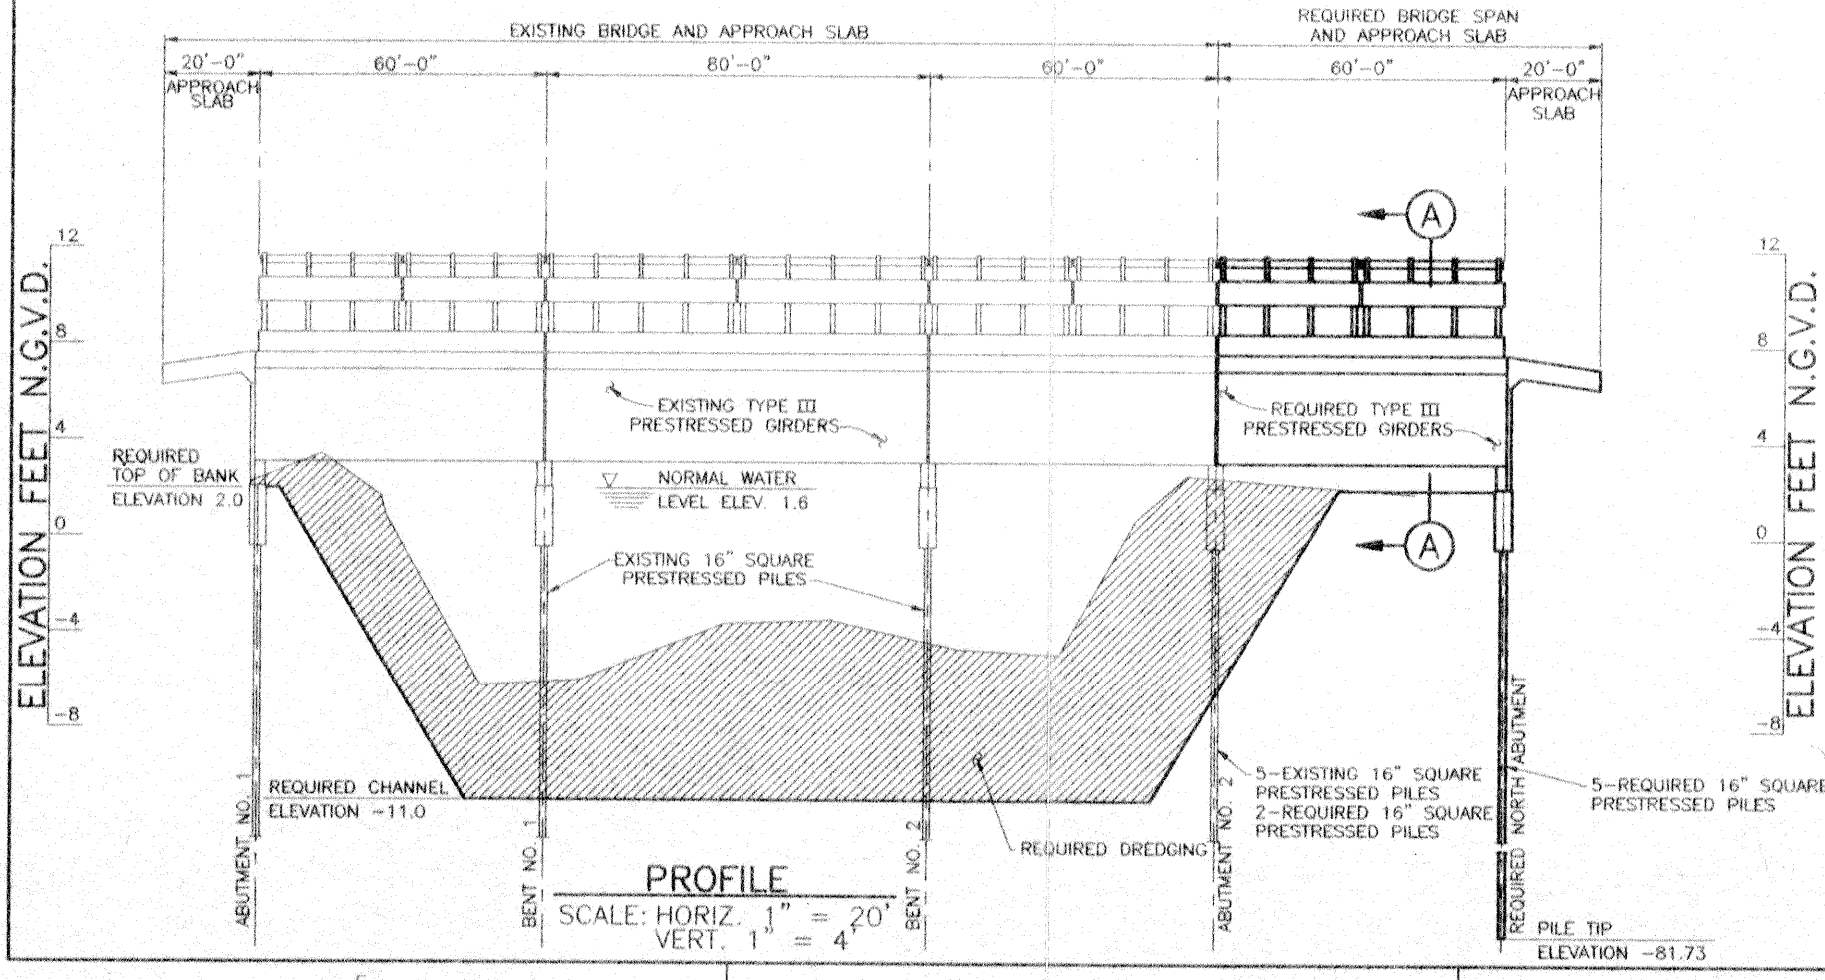 EXISTING BRIDGE AND APPROACH SLAB
REQUIRED BRIDGE SPAN
AND APPROACH SLAB
20'-0"
60'-0"
80'-0"
60'-0"
60'-0"
20'-0"
APPROACH
SLAB
APPROACH
SLAB
A
12
8
4
0
-4
-8
ELEVATION FEET N.G.V.D.
12
8
4
0
-4
-8
ELEVATION FEET N.G.V.D.
EXISTING TYPE III
PRESTRESSED GIRDERS
REQUIRED TYPE III
PRESTRESSED GIRDERS
REQUIRED
TOP OF BANK
ELEVATION 2.0
NORMAL WATER
LEVEL ELEV. 1.6
A
EXISTING 16" SQUARE
PRESTRESSED PILES
REQUIRED CHANNEL
ELEVATION -11.0
5-EXISTING 16" SQUARE
PRESTRESSED PILES
2-REQUIRED 16" SQUARE
PRESTRESSED PILES
5-REQUIRED 16" SQUARE
PRESTRESSED PILES
REQUIRED DREDGING
ABUTMENT NO. 1
BENT NO. 1
BENT NO. 2
ABUTMENT NO. 2
REQUIRED NORTH ABUTMENT
PROFILE
SCALE: HORIZ. 1" = 20'
VERT. 1" = 4'
PILE TIP
ELEVATION -81.73